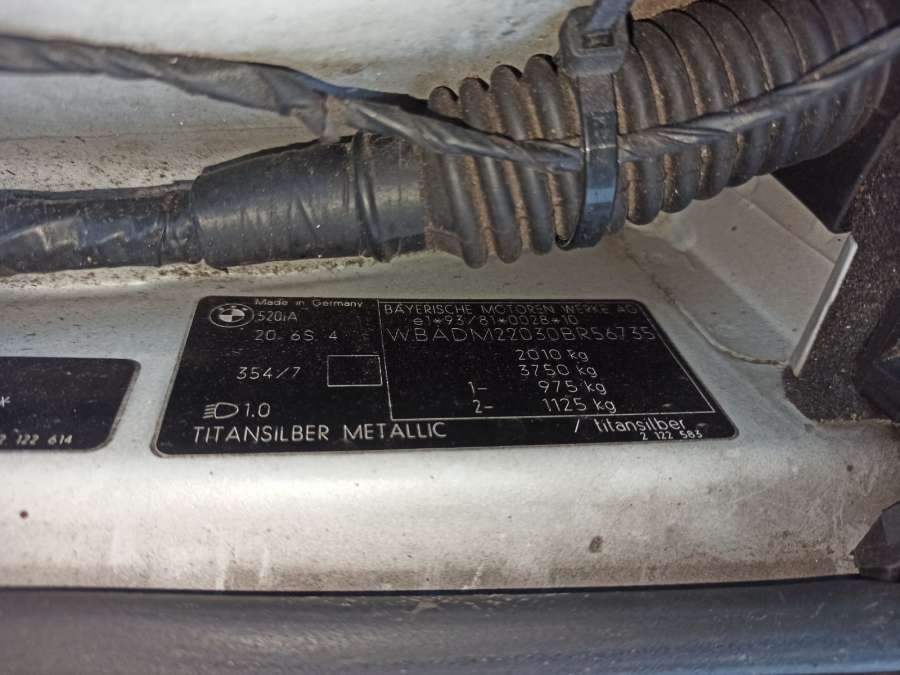 *
2 122 614
Made in Germany
BMW
520iA
20 6S 4
354/7
1.0
TITANSILBER METALLIC
BAYERISCHE MOTOREN WERKE AG
e1*93/81*0028*10
WBADM22030BR56735
2010 kg
3750 kg
1- 975 kg
2- 1125 kg
/ titansilber
2 122 583